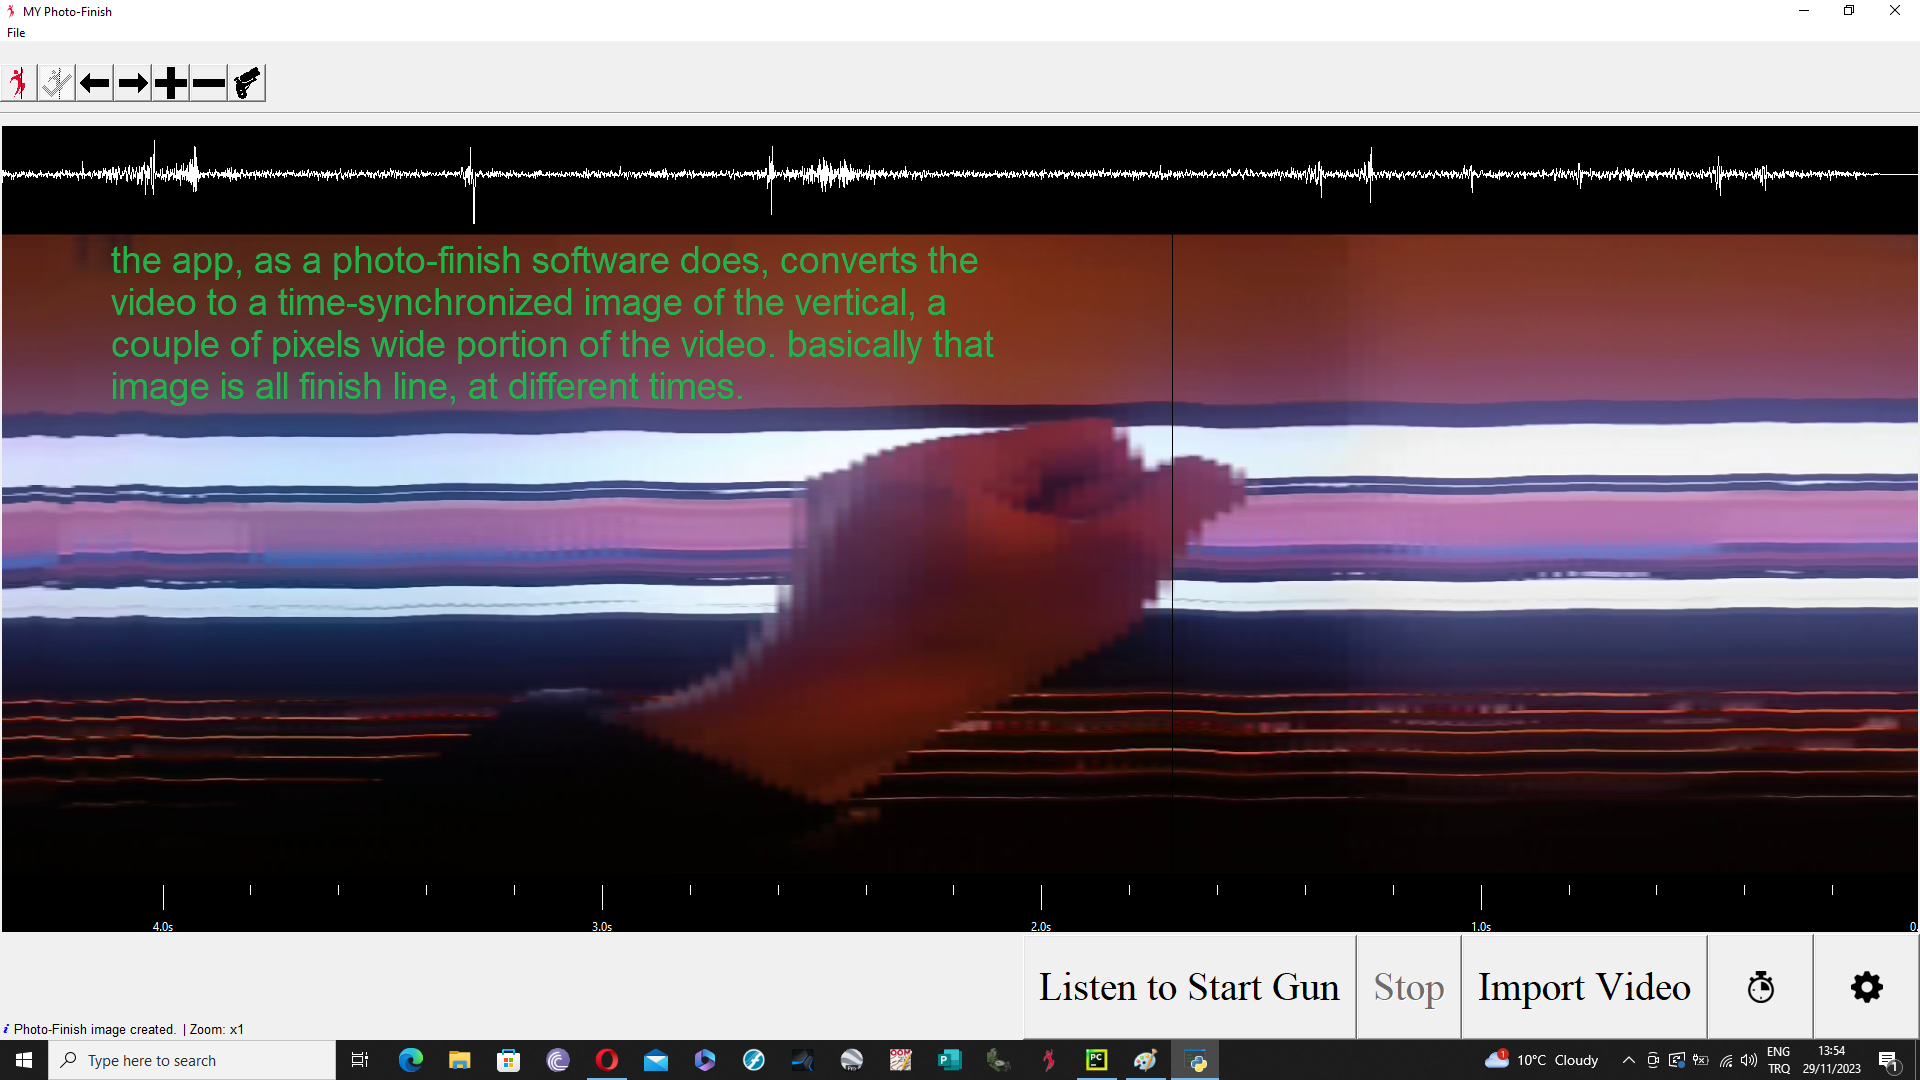 MY Photo-Finish
File
the app, as a photo-finish software does, converts the
video to a time-synchronized image of the vertical, a
couple of pixels wide portion of the video. basically that
image is all finish line, at different times.
4.0s
3.0s
2.0s
1.0s
0.
Listen to Start Gun
Stop
Import Video
i Photo-Finish image created. | Zoom: x1
Type here to search
PC
10°C Cloudy
ENG
TRQ
13:54
29/11/2023